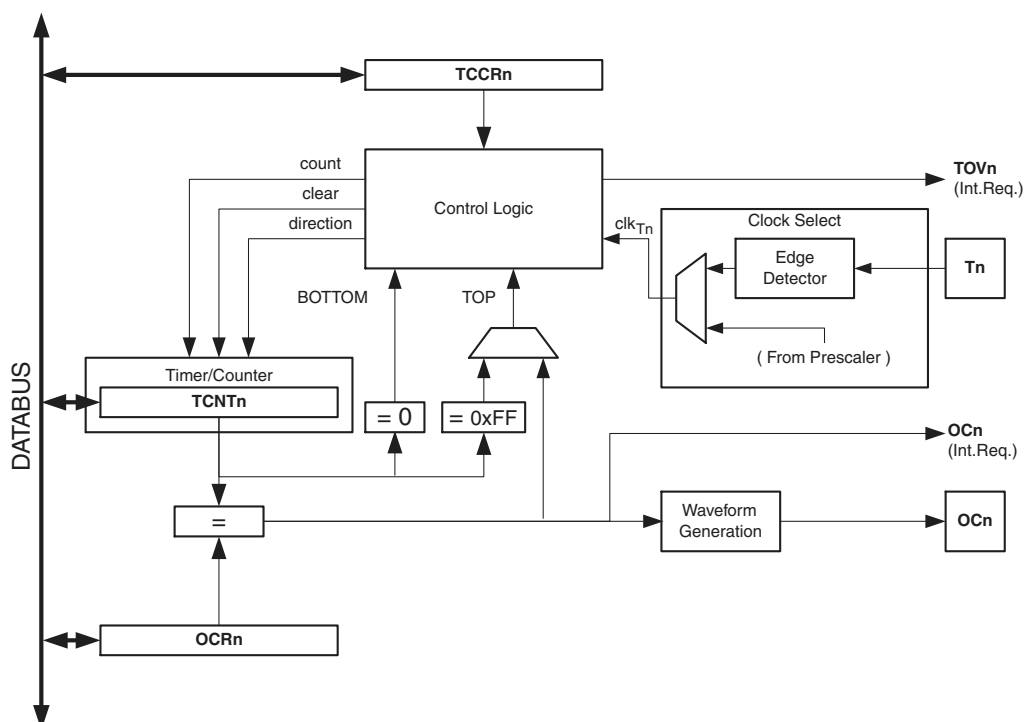 TCCRn
count
clear
direction
Control Logic
TOVn
(Int.Req.)
clkTn
Clock Select
Edge
Detector
Tn
( From Prescaler )
BOTTOM
TOP
Timer/Counter
TCNTn
= 0
= 0xFF
DATABUS
OCn
(Int.Req.)
=
Waveform
Generation
OCn
OCRn